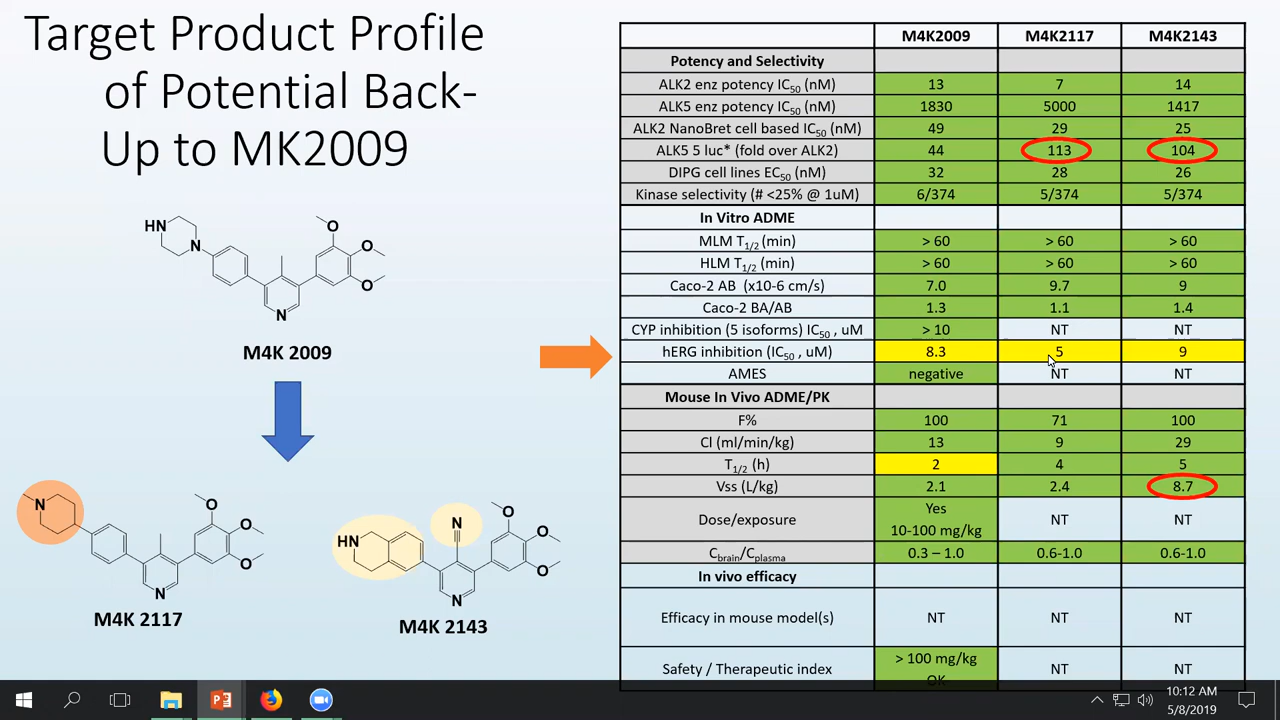 Target Product Profile
of Potential Back-
Up to MK2009
HN
N
O
O
O
N
M4K 2009
N
O
O
O
N
M4K 2117
HN
N
O
O
O
N
M4K 2143
M4K2009 M4K2117 M4K2143
Potency and Selectivity
ALK2 enz potency IC50 (nM) 13 7 14
ALK5 enz potency IC50 (nM) 1830 5000 1417
ALK2 NanoBret cell based IC50 (nM) 49 29 25
ALK5 5 luc* (fold over ALK2) 44 113 104
DIPG cell lines EC50 (nM) 32 28 26
Kinase selectivity (# <25% @ 1uM) 6/374 5/374 5/374
In Vitro ADME
MLM T1/2 (min) > 60 > 60 > 60
HLM T1/2 (min) > 60 > 60 > 60
Caco-2 AB (x10-6 cm/s) 7.0 9.7 9
Caco-2 BA/AB 1.3 1.1 1.4
CYP inhibition (5 isoforms) IC50 , uM > 10 NT NT
hERG inhibition (IC50 , uM) 8.3 5 9
AMES negative NT NT
Mouse In Vivo ADME/PK
F% 100 71 100
Cl (ml/min/kg) 13 9 29
T1/2 (h) 2 4 5
Vss (L/kg) 2.1 2.4 8.7
Dose/exposure Yes NT NT
10-100 mg/kg
Cbrain/Cplasma 0.3 – 1.0 0.6-1.0 0.6-1.0
In vivo efficacy
Efficacy in mouse model(s) NT NT NT
Safety / Therapeutic index > 100 mg/kg NT NT
OK
10:12 AM
5/8/2019